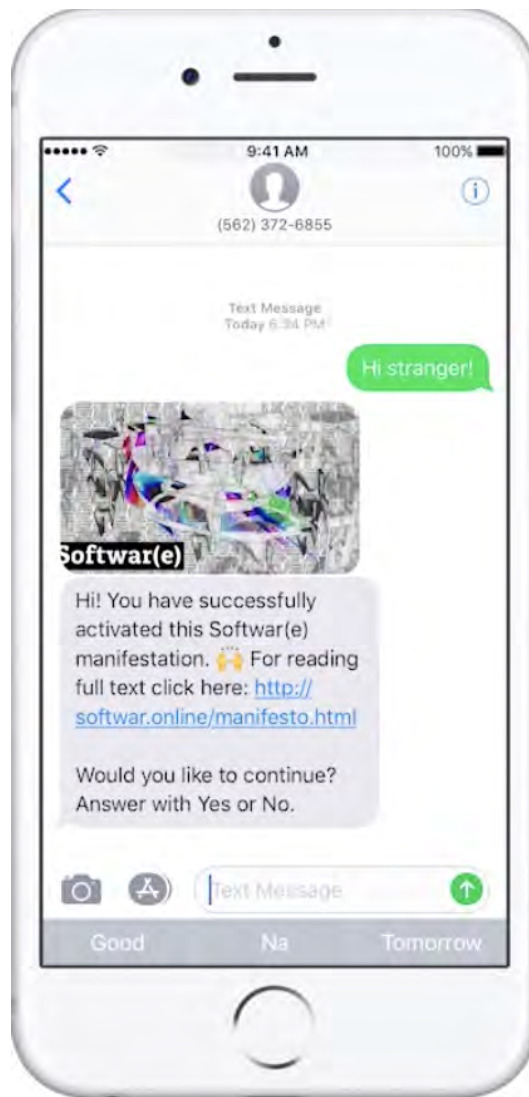 9:41 AM
100%
(562) 372-6855
Text Message
Today 6:34 PM
Hi stranger!
Softwar(e)
Hi! You have successfully
activated this Softwar(e)
manifestation. 🙌 For reading
full text click here: http://
softwar.online/manifesto.html
Would you like to continue?
Answer with Yes or No.
Text Message
Good Na Tomorrow